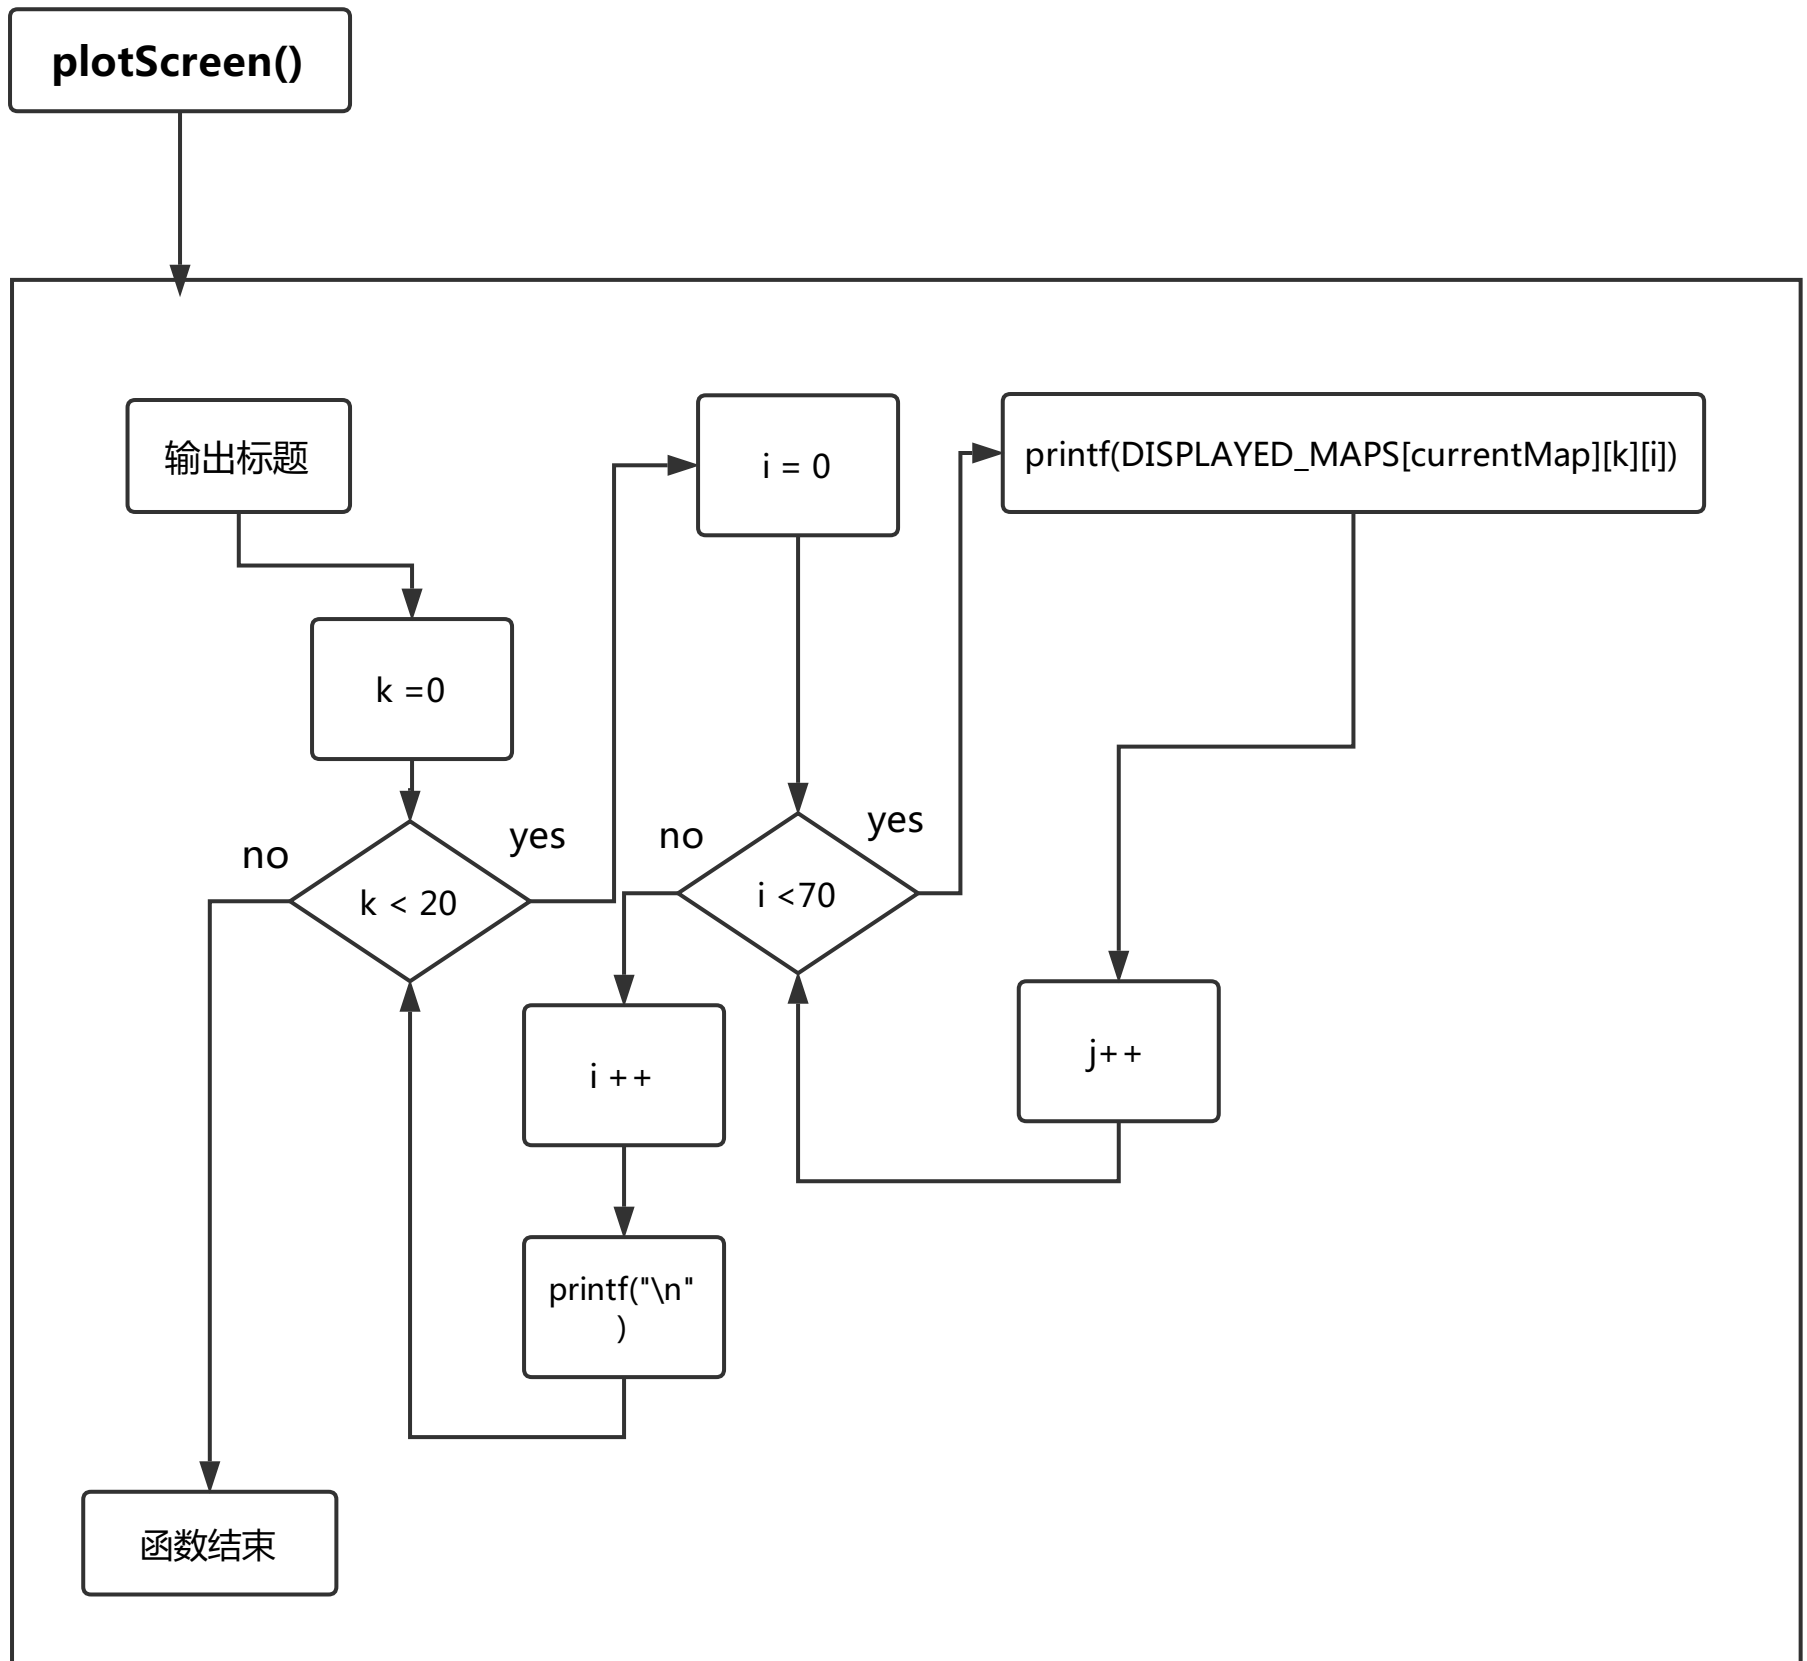 plotScreen()
输出标题
i = 0
printf(DISPLAYED_MAPS[currentMap][k][i])
k =0
no
yes
no
yes
k < 20
i <70
i ++
j++
printf("\n"
)
函数结束